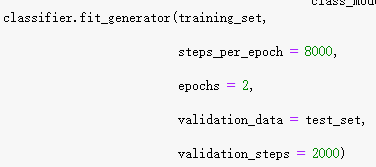 classifier.fit_generator(training_set,
steps_per_epoch = 8000,
epochs = 2,
validation_data = test_set,
validation_steps = 2000)